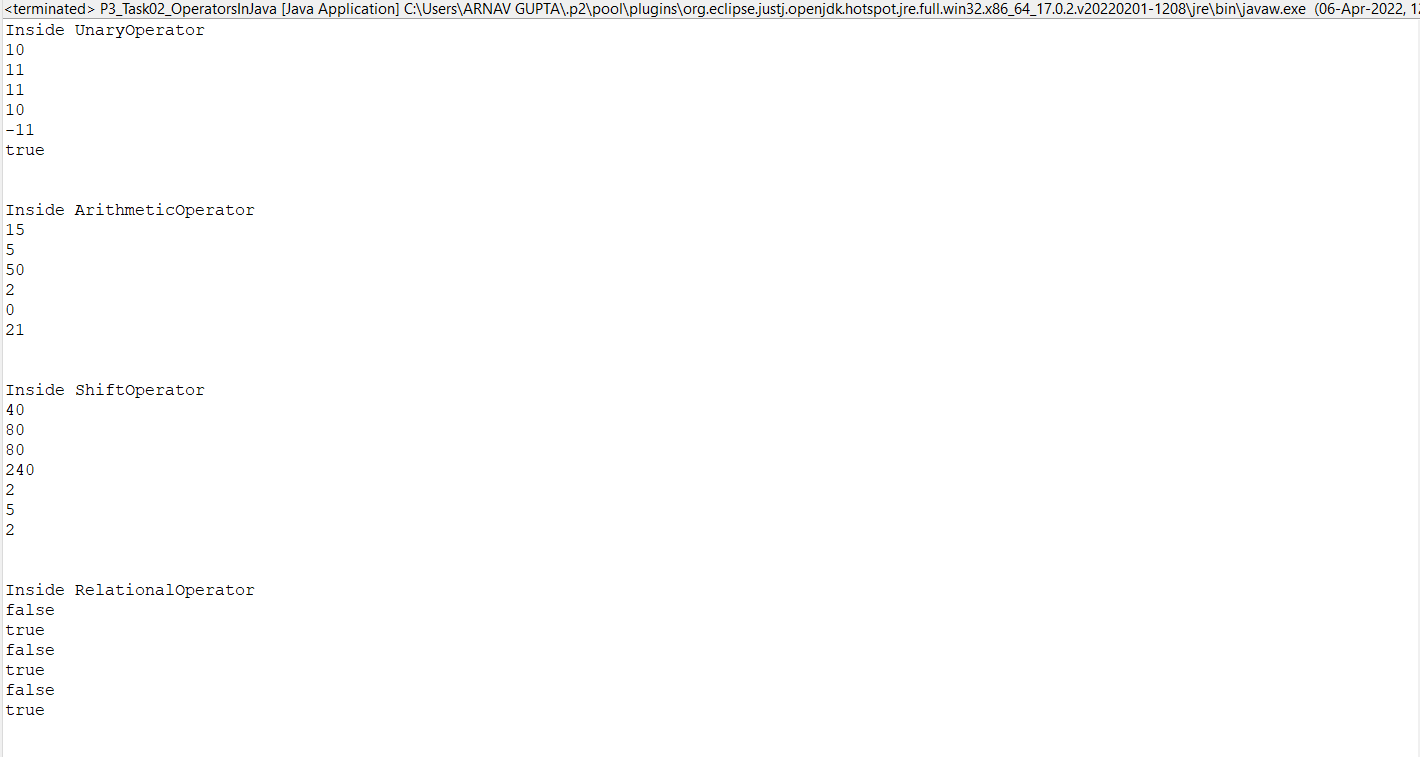 <terminated> P3_Task02_OperatorsInJava [Java Application] C:\Users\ARNAV GUPTA\.p2\pool\plugins\org.eclipse.justj.openjdk.hotspot.jre.full.win32.x86_64_17.0.2.v20220201-1208\jre\bin\javaw.exe (06-Apr-2022, 12
Inside UnaryOperator
10
11
11
10
-11
true
Inside ArithmeticOperator
15
5
50
2
0
21
Inside ShiftOperator
40
80
80
240
2
5
2
Inside RelationalOperator
false
true
false
true
false
true